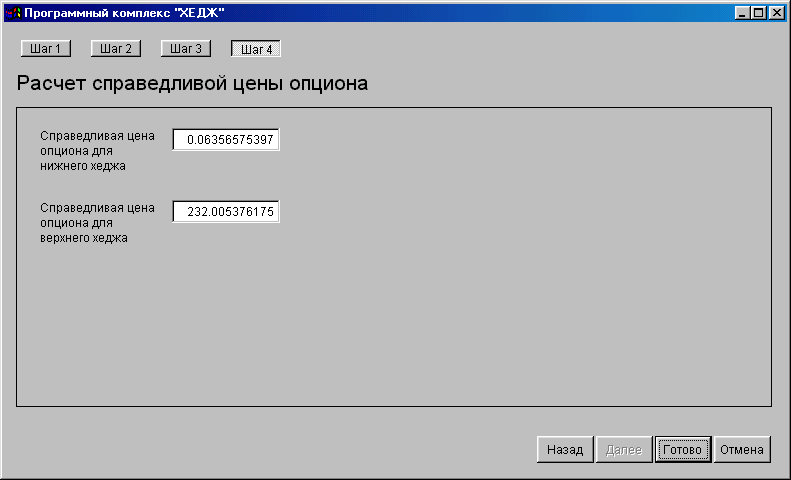 Программный комплекс "ХЕДЖ"
Шаг 1 Шаг 2 Шаг 3 Шаг 4
Расчет справедливой цены опциона
Справедливая цена
опциона для
нижнего хеджа
0.06356575397
Справедливая цена
опциона для
верхнего хеджа
232.005376175
Назад Далее Готово Отмена